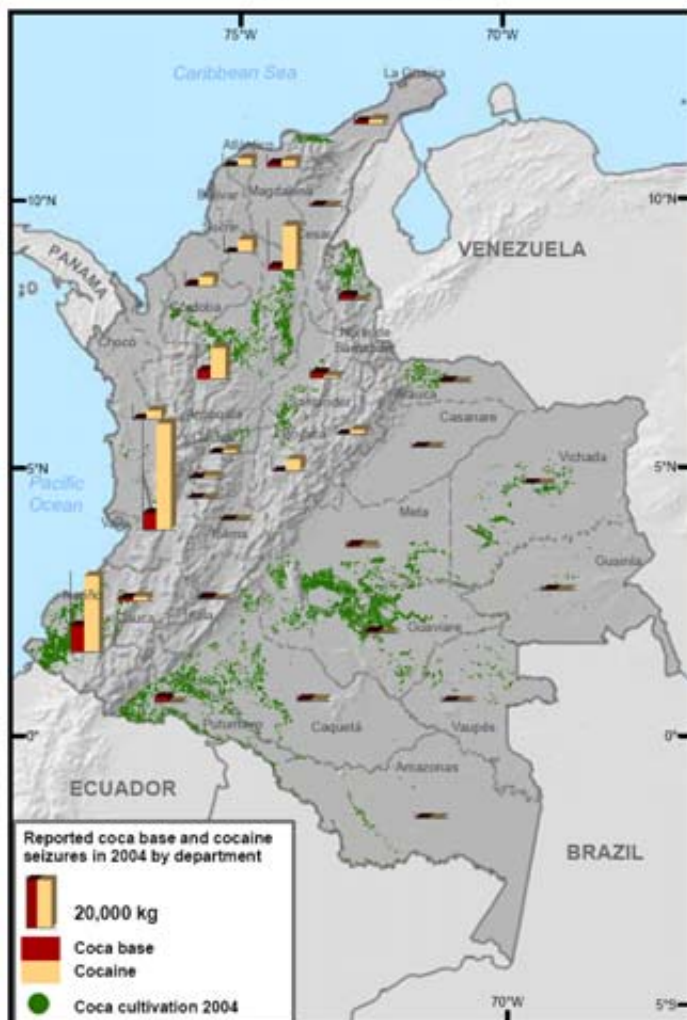 75°W
70°W
Caribbean Sea
La Guajira
Atlántico
10°N
10°N
Magdalena
Bolívar
Sucre
Cesar
VENEZUELA
PANAMA
Córdoba
Norte de
Santander
Chocó
Santander
Arauca
Antioquia
Casanare
Vichada
5°N
5°N
Pacific
Ocean
Meta
Valle
Guainía
Nariño
Cauca
Guaviare
Putumayo
Caquetá
Vaupés
0°
0°
Amazonas
ECUADOR
BRAZIL
Reported coca base and cocaine
seizures in 2004 by department
20,000 kg
Coca base
Cocaine
Coca cultivation 2004
70°W
5°S